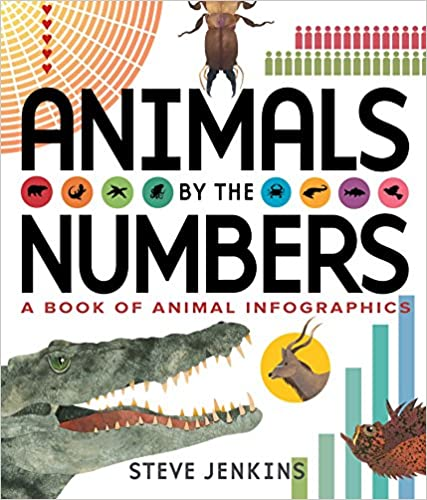 ANIMALS
BY THE
NUMBERS
A BOOK OF ANIMAL INFOGRAPHICS
STEVE JENKINS